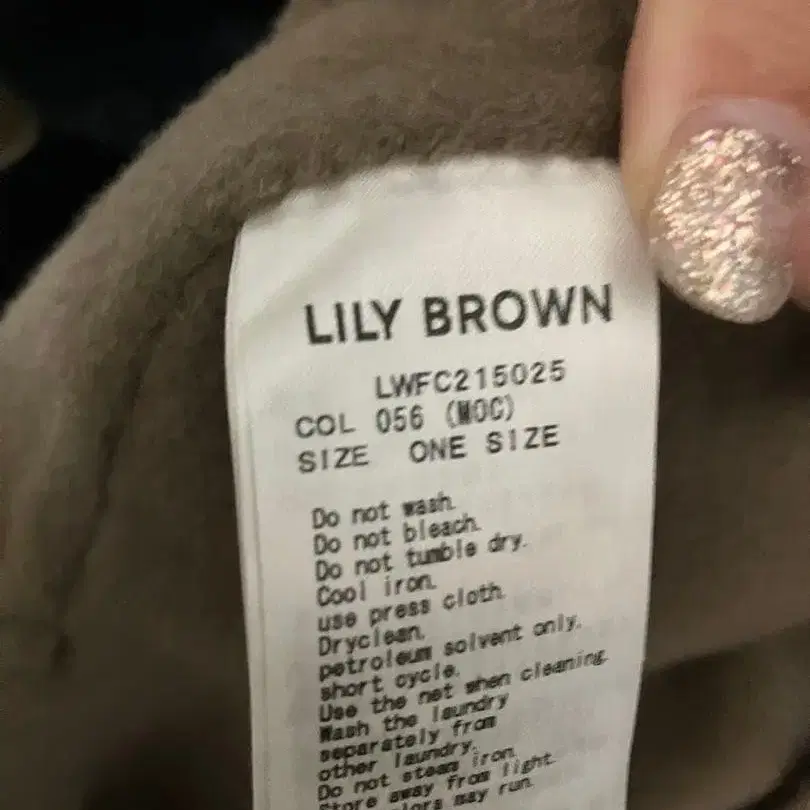 LILY BROWN
LWFC215025
COL 056 (MOC)
SIZE ONE SIZE
Do not wash.
Do not bleach.
Do not tumble dry.
Cool iron.
use press cloth.
Dryclean.
petroleum solvent only.
short cycle.
Use the net when cleaning.
Wash the laundry
separately from
other laundry.
Do not steam iron.
Store away from light.
may run.